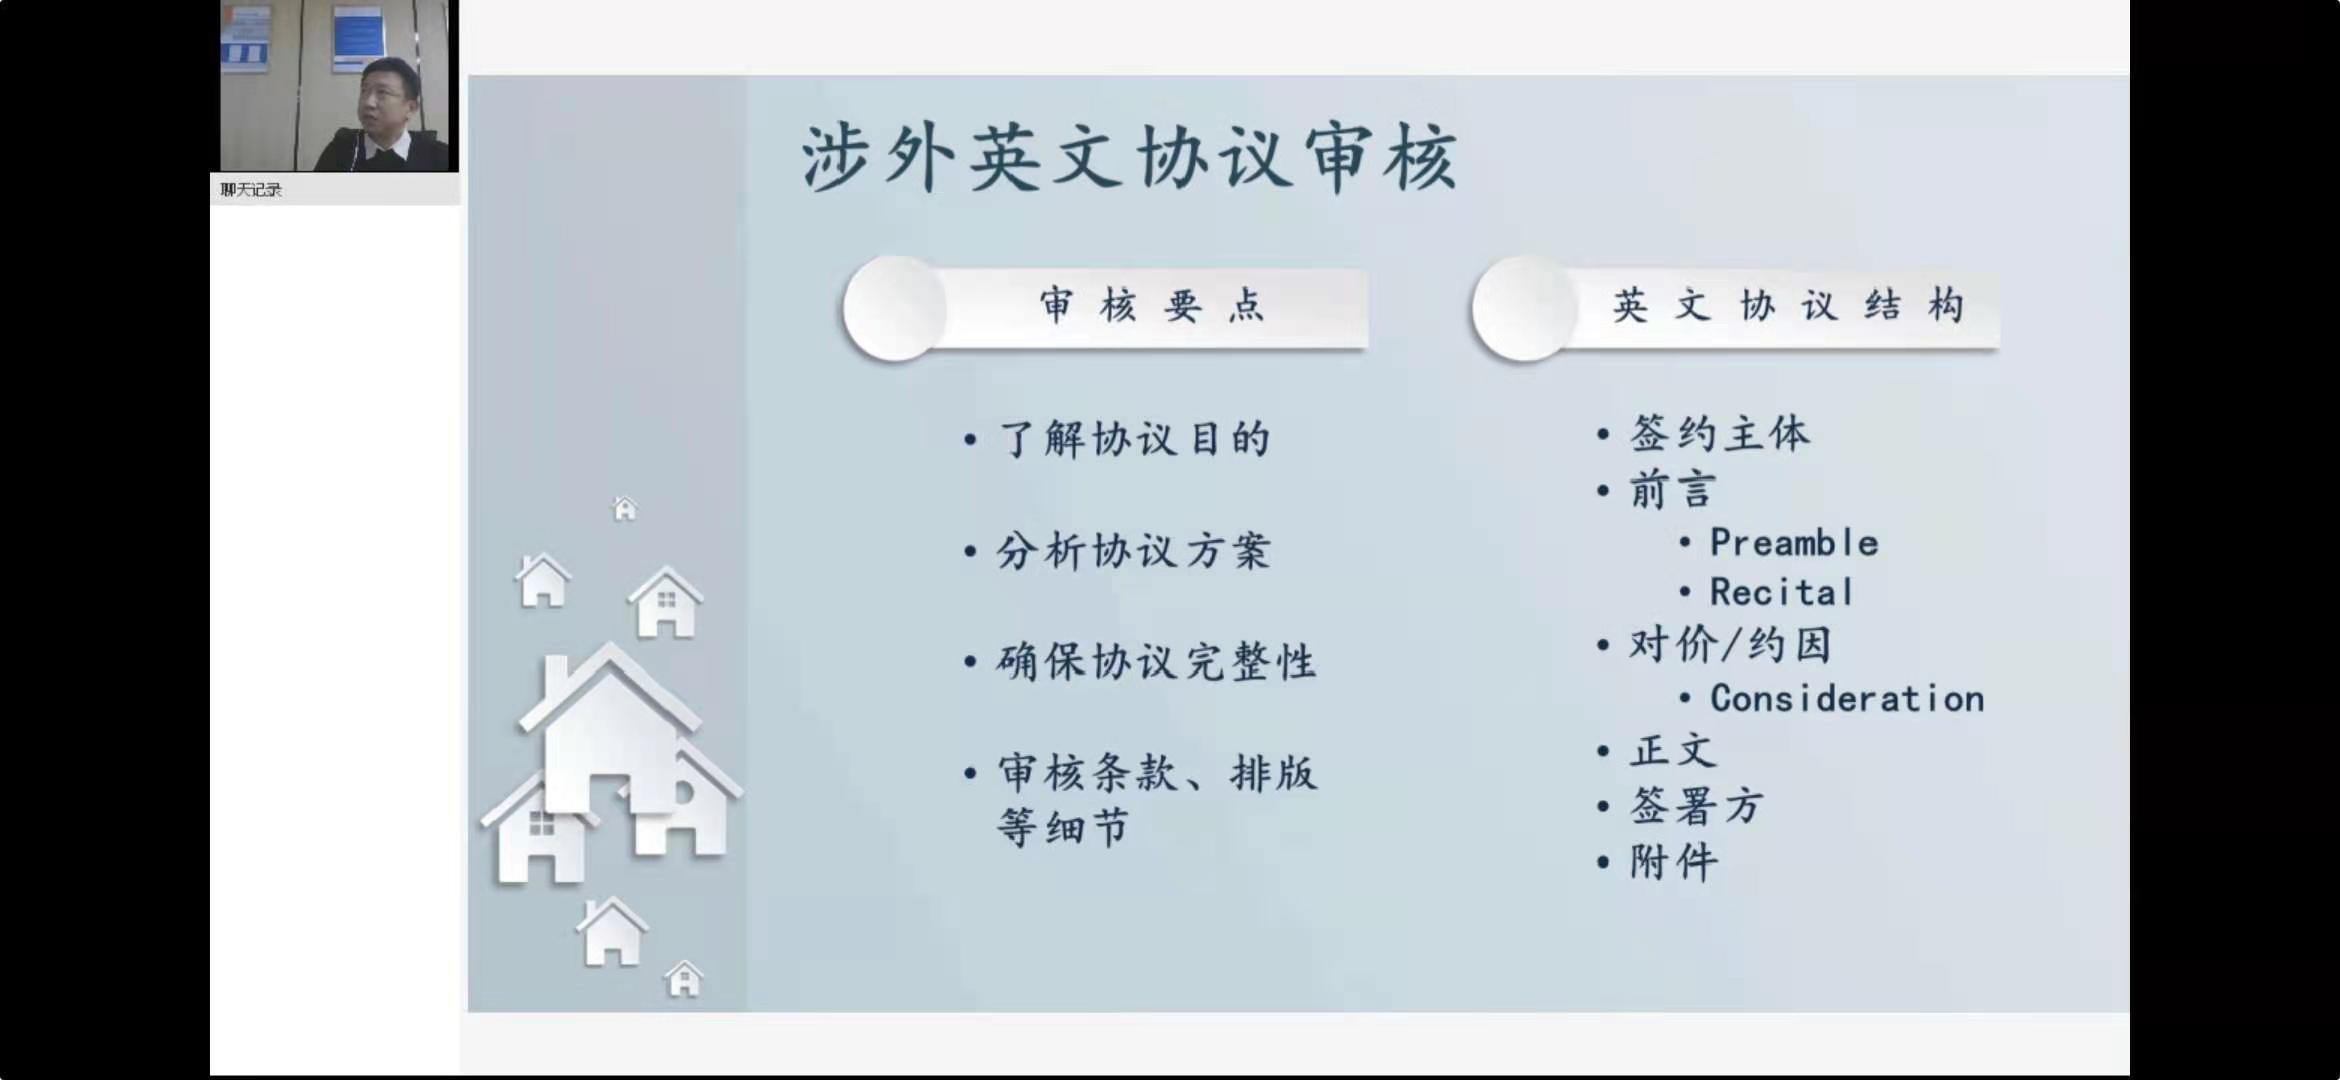 聊天记录
涉外英文协议审核
审核要点
了解协议目的
分析协议方案
确保协议完整性
审核条款、排版
等细节
英文协议结构
签约主体
前言
Preamble
Recital
对价/约因
Consideration
正文
签署方
附件